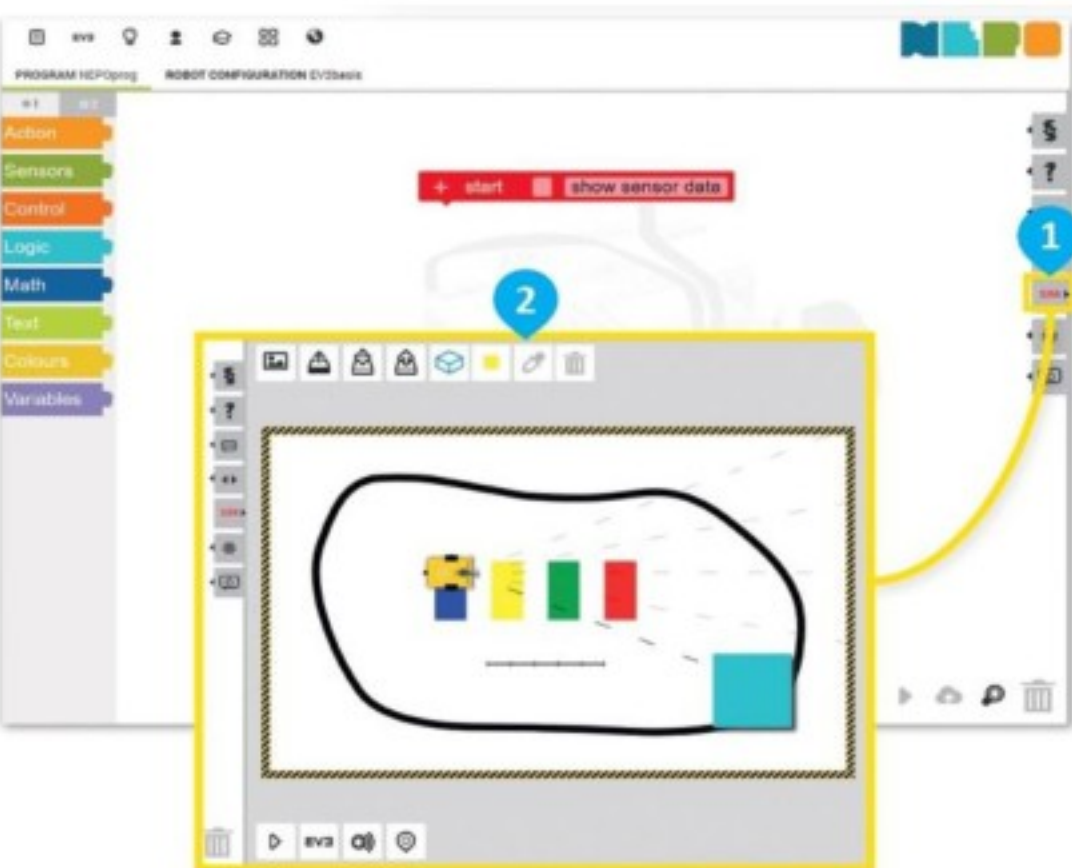 EV3
PROGRAM NEPOprog
ROBOT CONFIGURATION EV3basis
Action
Sensors
Control
Logic
Math
Text
Colours
Variables
+ start show sensor data
?
1
SIM
2
?
SIM
EV3